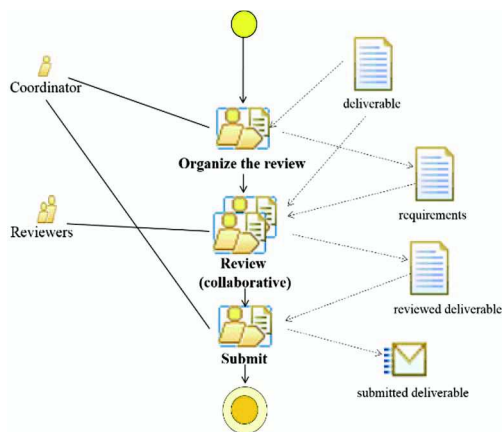 Coordinator
deliverable
Organize the review
requirements
Reviewers
Review
(collaborative)
reviewed deliverable
Submit
submitted deliverable